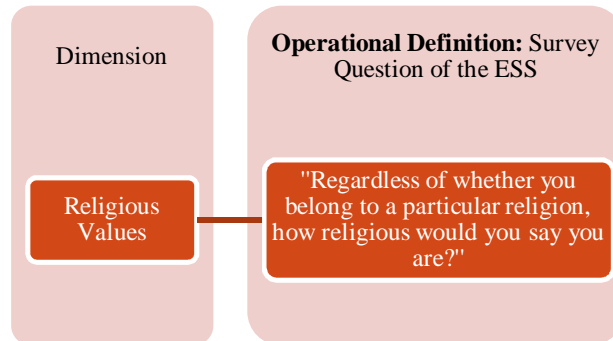 Dimension
Operational Definition: Survey
Question of the ESS
Religious
Values
"Regardless of whether you
belong to a particular religion,
how religious would you say you
are?"